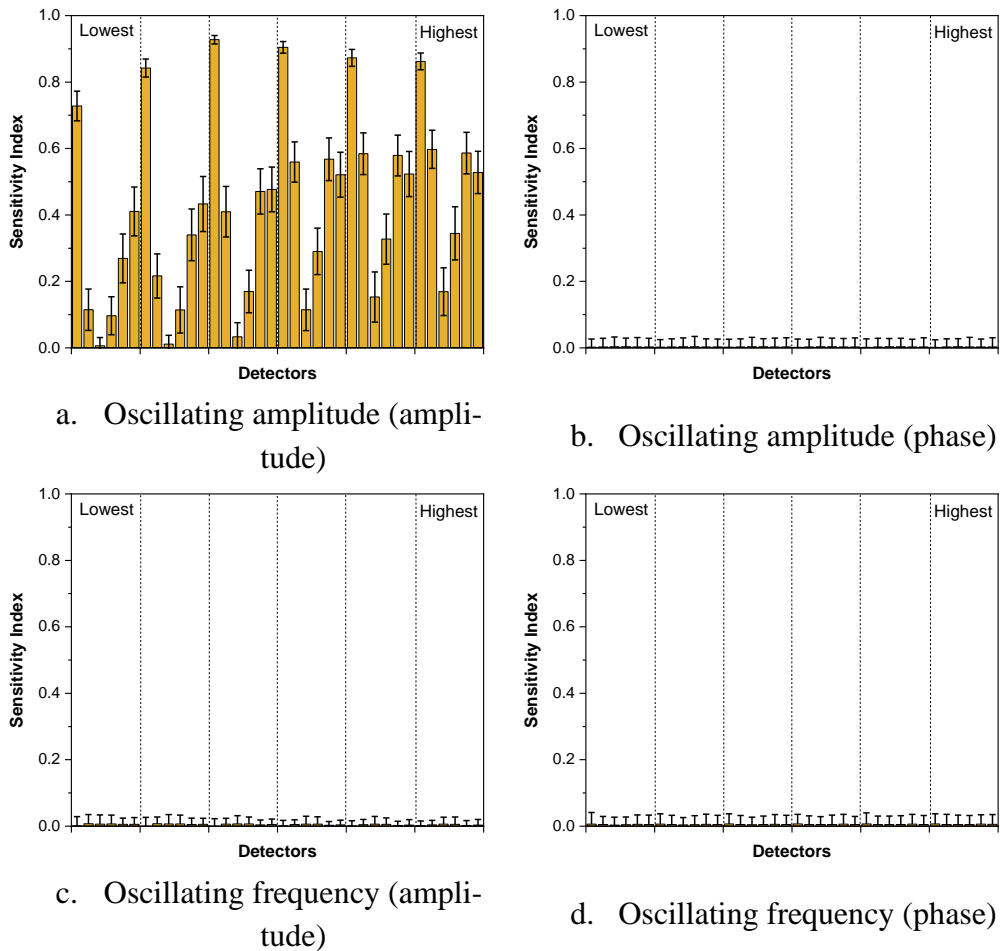 1.0
Lowest
Highest
0.8
0.6
0.4
0.2
0.0
Sensitivity Index
Detectors
a. Oscillating amplitude (ampli-
tude)
1.0
Lowest
Highest
0.8
0.6
0.4
0.2
0.0
Sensitivity Index
Detectors
b. Oscillating amplitude (phase)
1.0
Lowest
Highest
0.8
0.6
0.4
0.2
0.0
Sensitivity Index
Detectors
c. Oscillating frequency (ampli-
tude)
1.0
Lowest
Highest
0.8
0.6
0.4
0.2
0.0
Sensitivity Index
Detectors
d. Oscillating frequency (phase)